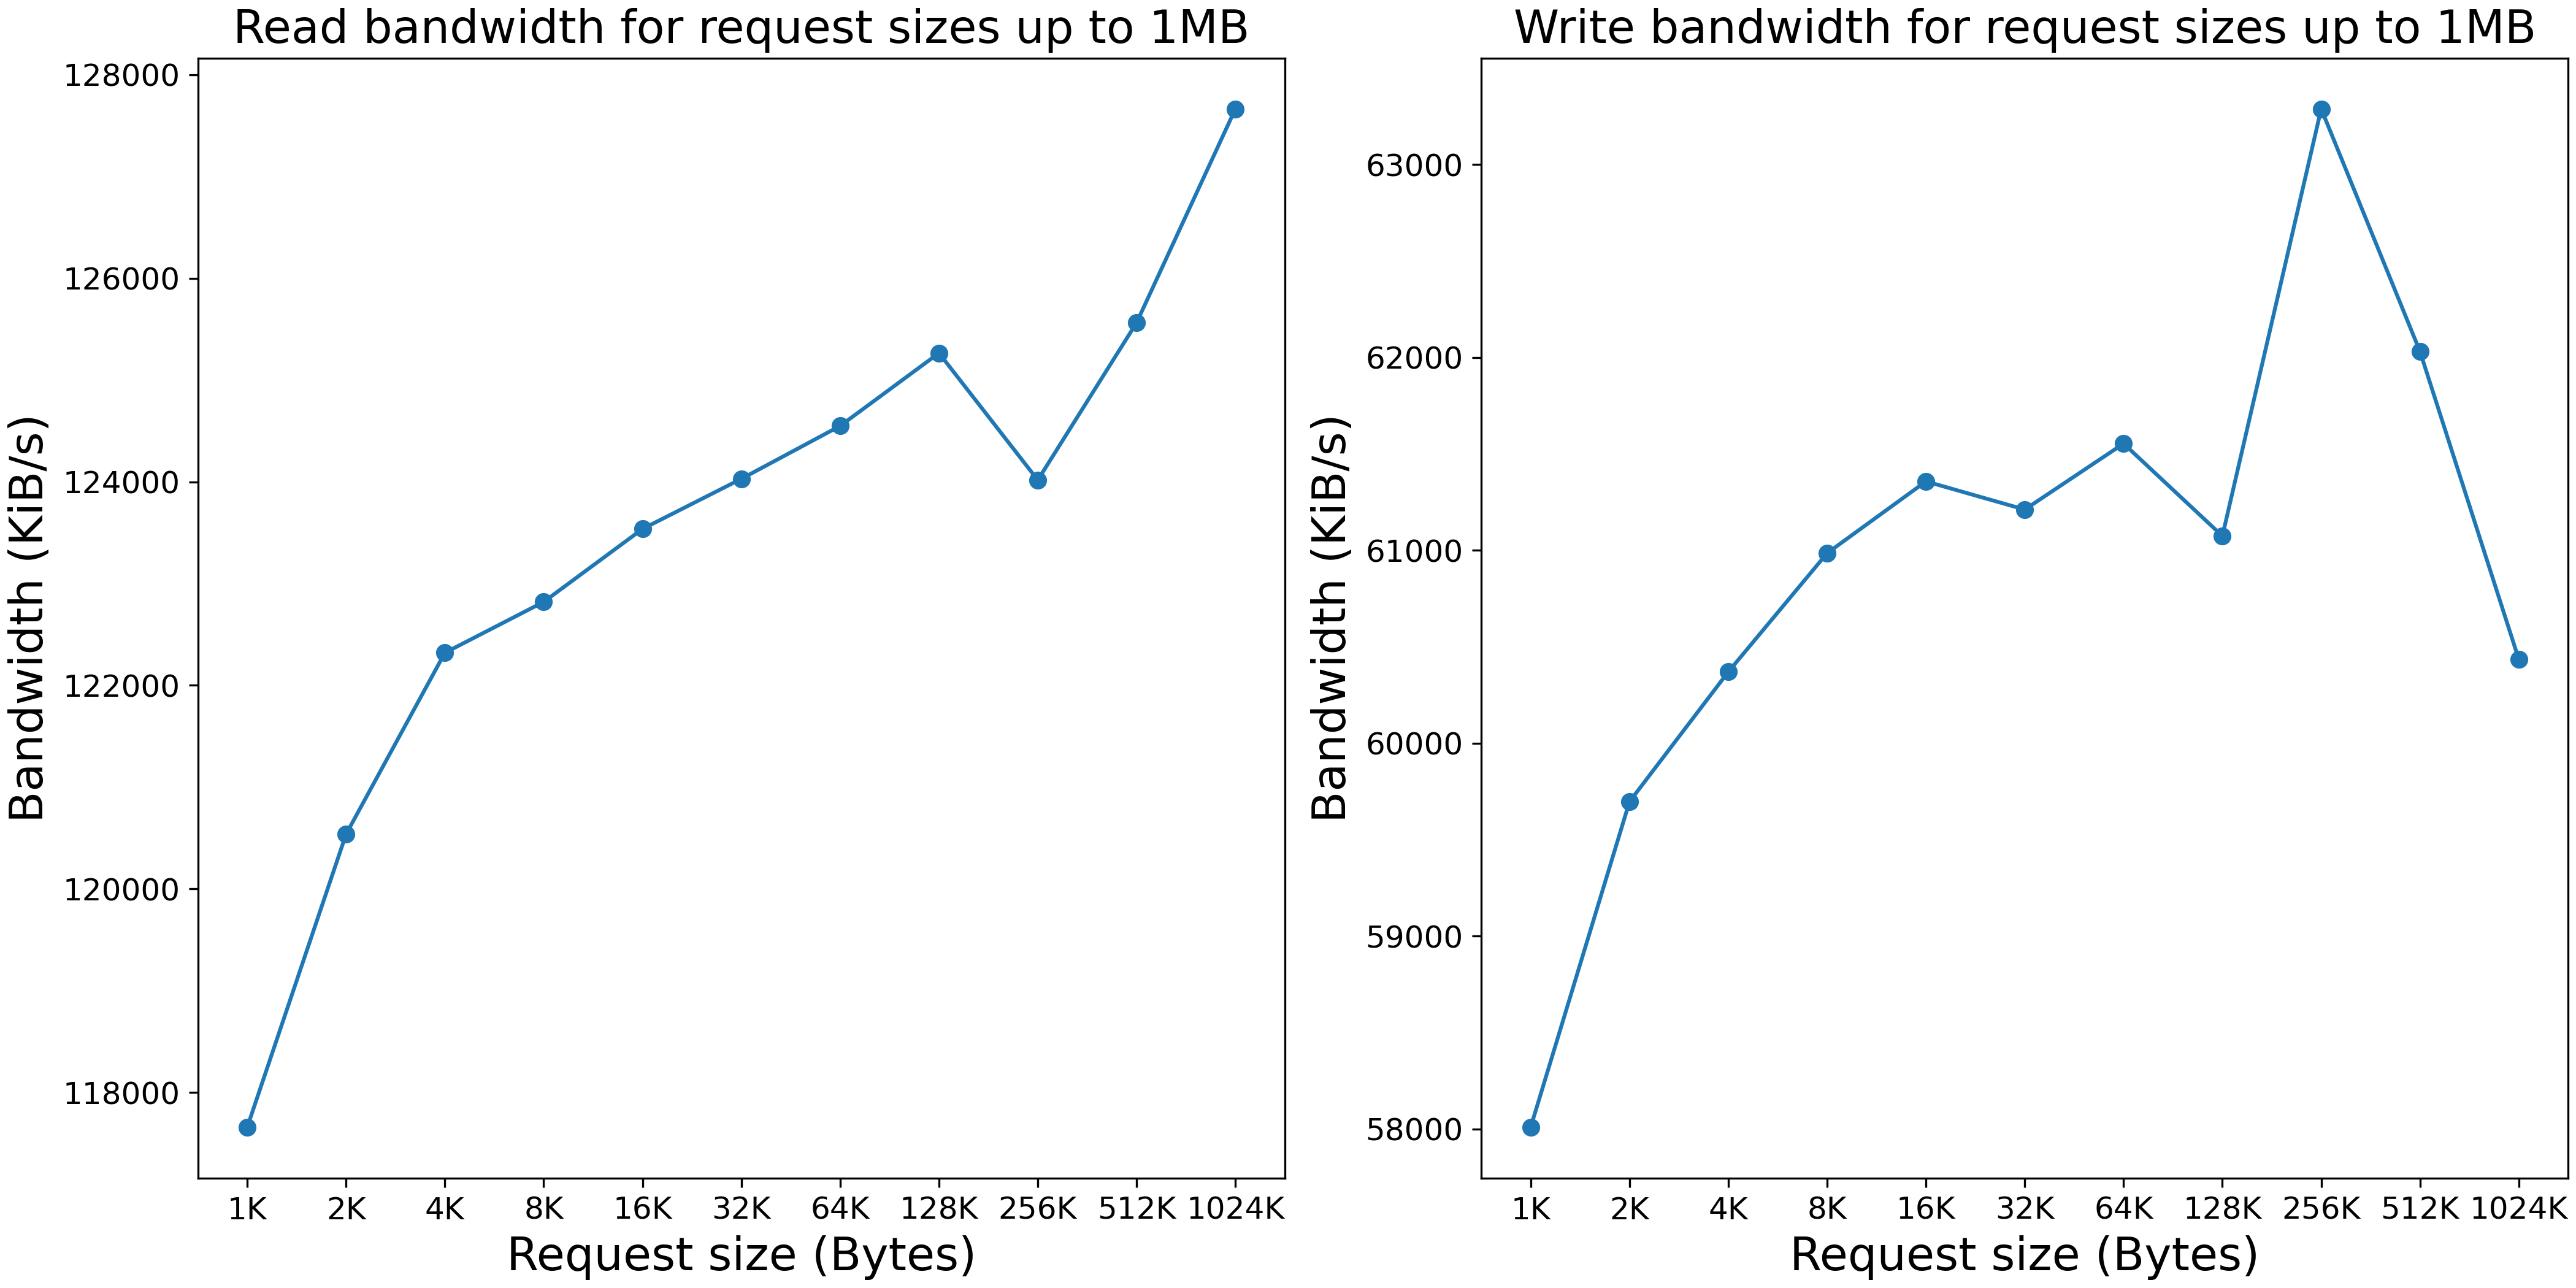 Read bandwidth for request sizes up to 1MB
128000
126000
124000
122000
120000
118000
Bandwidth (KiB/s)
1K 2K 4K 8K 16K 32K 64K 128K 256K 512K 1024K
Request size (Bytes)
Write bandwidth for request sizes up to 1MB
63000
62000
61000
60000
59000
58000
Bandwidth (KiB/s)
1K 2K 4K 8K 16K 32K 64K 128K 256K 512K 1024K
Request size (Bytes)